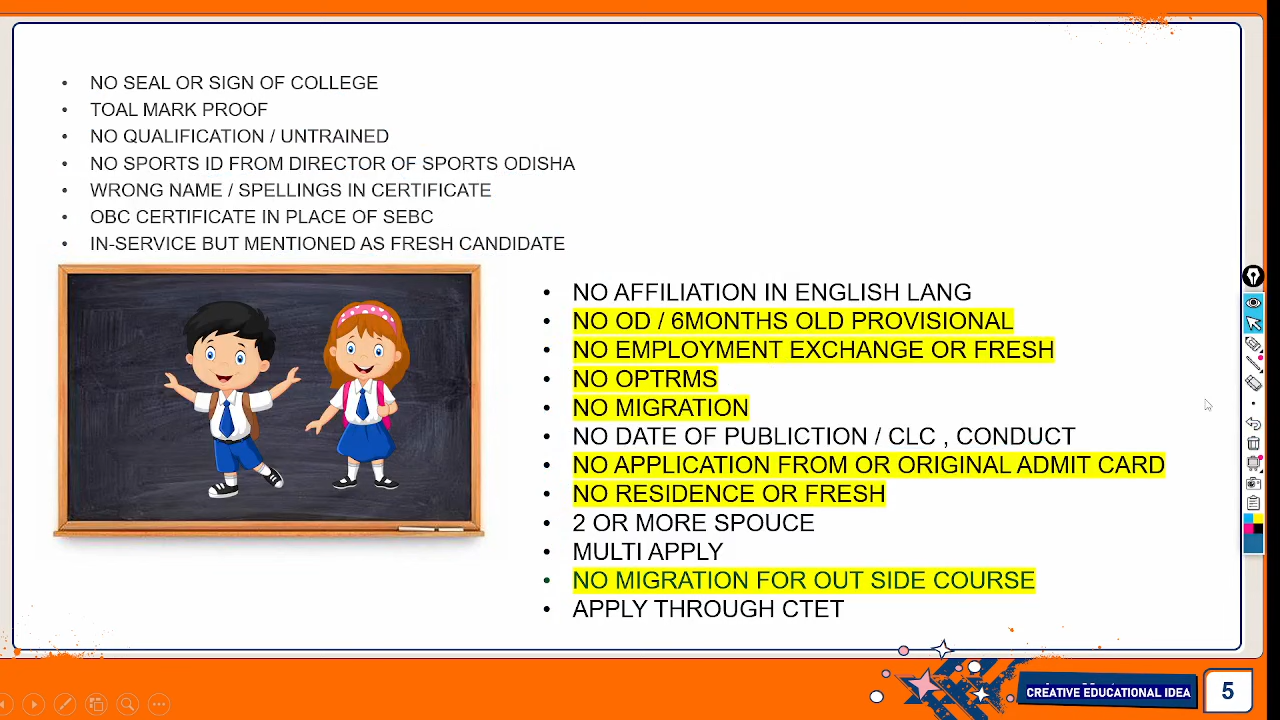 NO SEAL OR SIGN OF COLLEGE
TOAL MARK PROOF
NO QUALIFICATION / UNTRAINED
NO SPORTS ID FROM DIRECTOR OF SPORTS ODISHA
WRONG NAME / SPELLINGS IN CERTIFICATE
OBC CERTIFICATE IN PLACE OF SEBC
IN-SERVICE BUT MENTIONED AS FRESH CANDIDATE
NO AFFILIATION IN ENGLISH LANG
NO OD / 6MONTHS OLD PROVISIONAL
NO EMPLOYMENT EXCHANGE OR FRESH
NO OPTRMS
NO MIGRATION
NO DATE OF PUBLICTION / CLC , CONDUCT
NO APPLICATION FROM OR ORIGINAL ADMIT CARD
NO RESIDENCE OR FRESH
2 OR MORE SPOUCE
MULTI APPLY
NO MIGRATION FOR OUT SIDE COURSE
APPLY THROUGH CTET
CREATIVE EDUCATIONAL IDEA
5